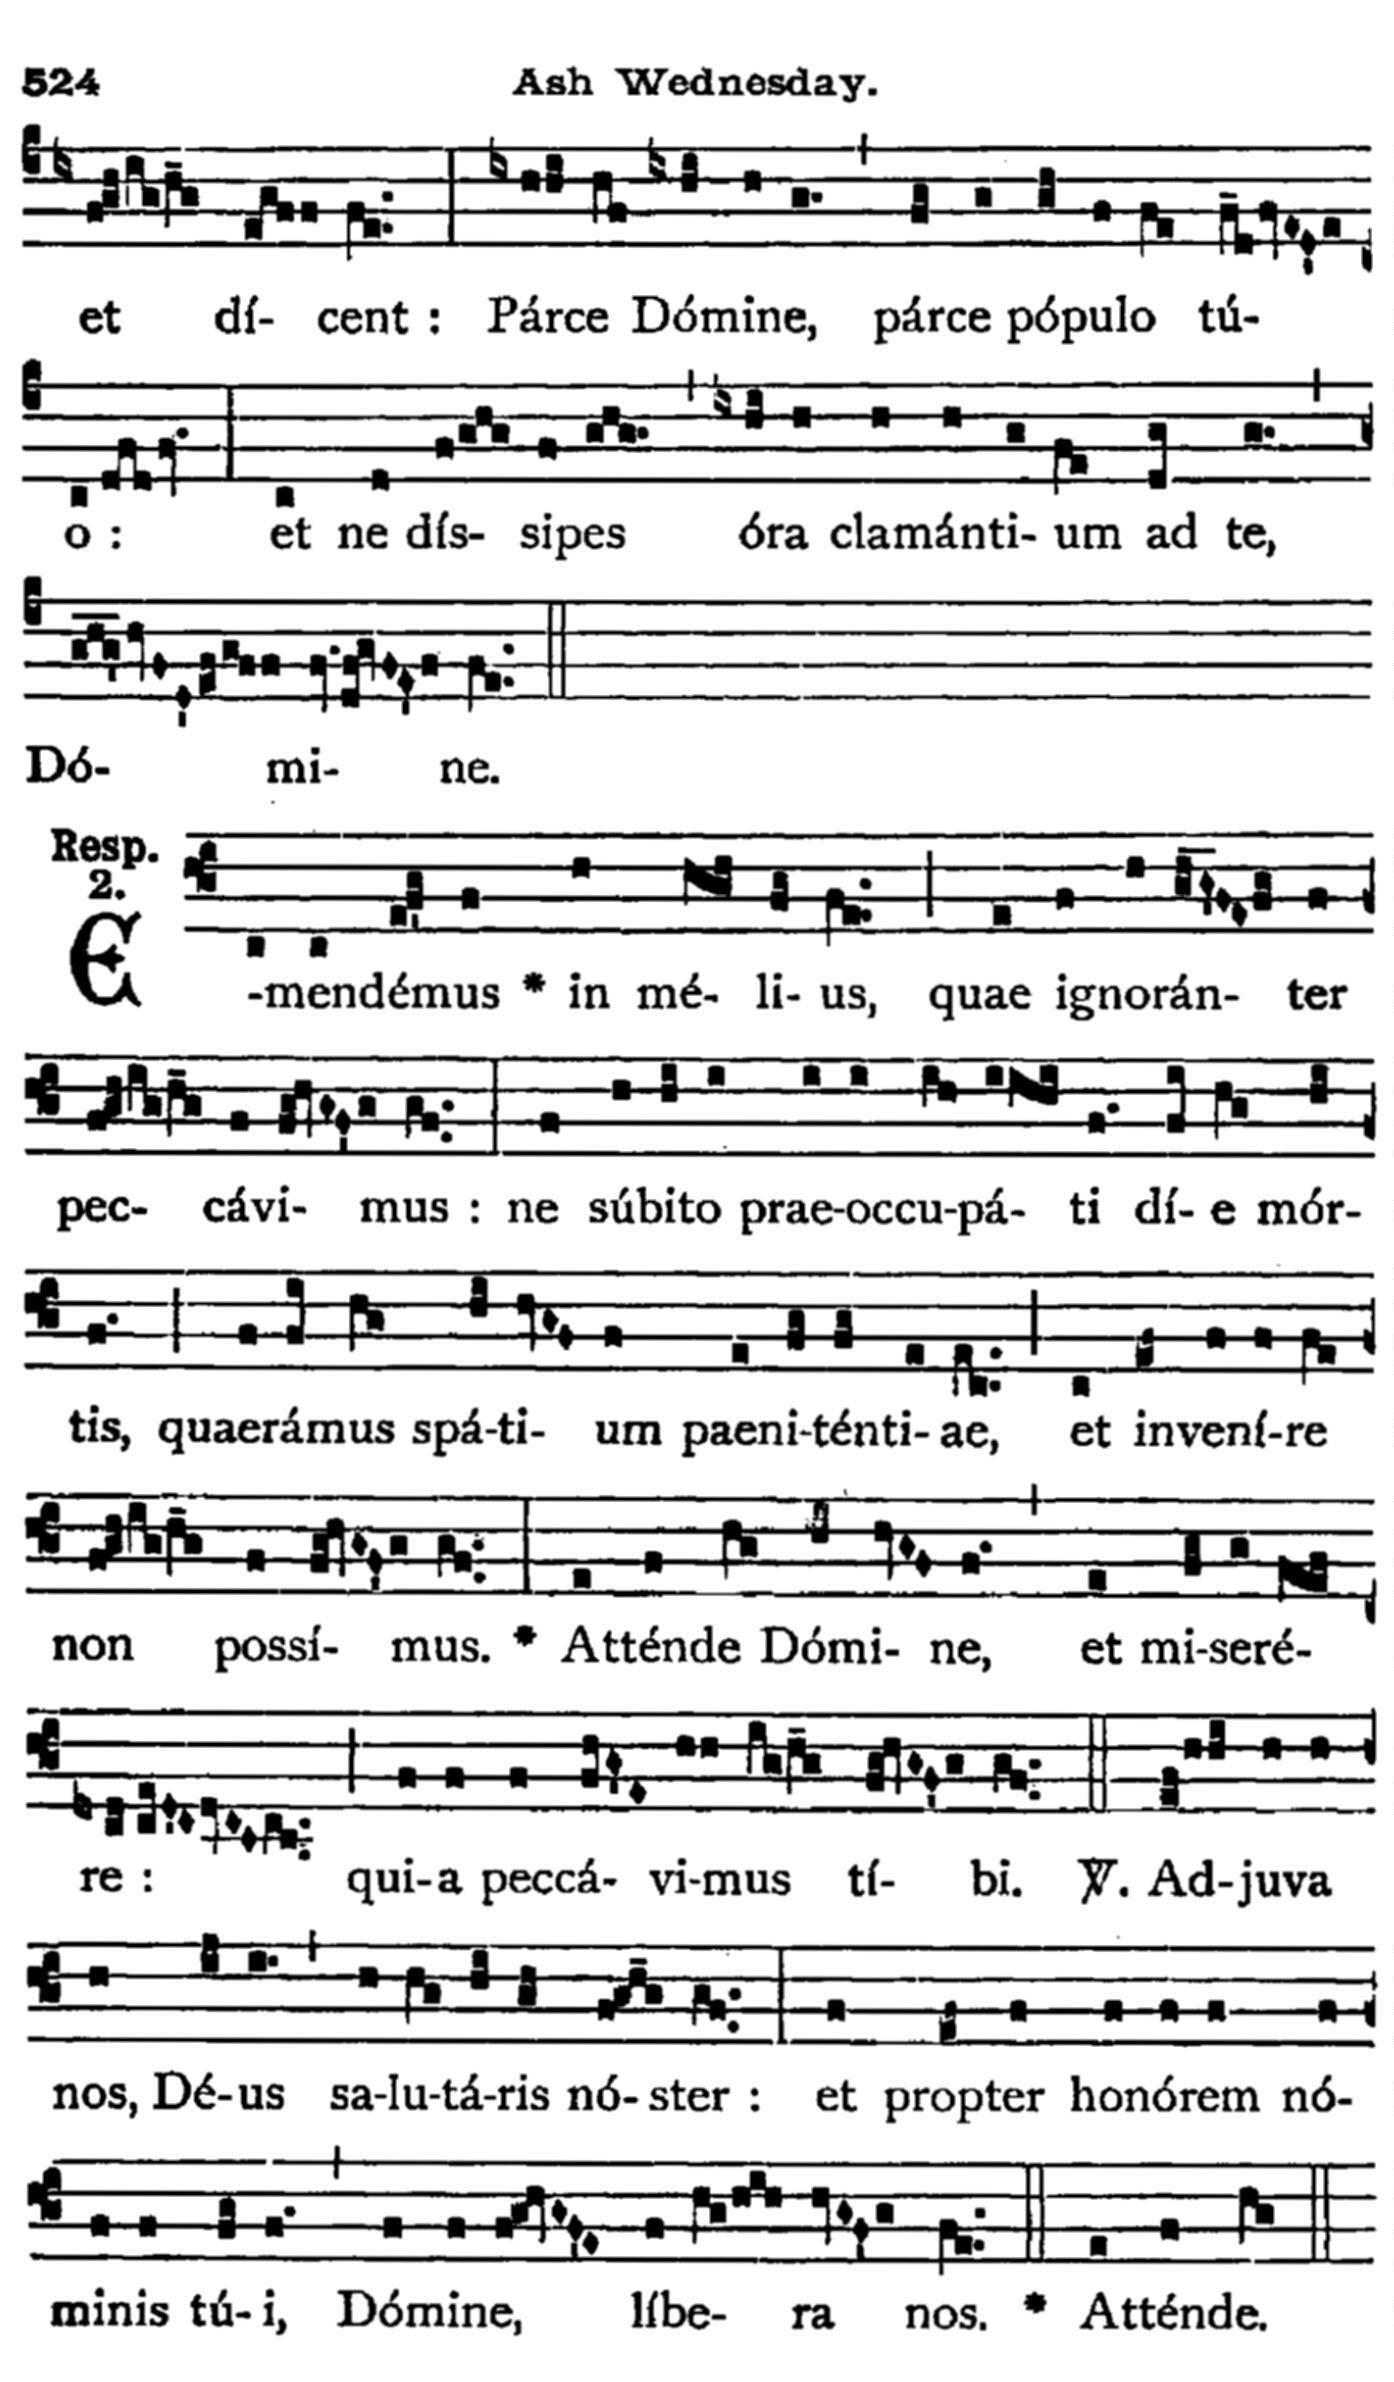 524 Ash Wednesday.
et dí- cent : Párce Dómine, párce pópulo tú-
o : et ne dís- sipes óra clamánti- um ad te,
Dó- mi- ne.
Resp.
2.
E -mendémus * in mé- li- us, quae ignorán- ter
pec- cávi- mus : ne súbito prae-occu-pá- ti dí- e mór-
tis, quaerámus spá-ti- um paeni-ténti- ae, et invení-re
non possí- mus. * Atténde Dómi- ne, et mi-seré-
re : qui-a peccá- vi-mus tí- bi. ℣. Ad-juva
nos, Dé-us sa-lu-tá-ris nó- ster : et propter honórem nó-
minis tú- i, Dómine, líbe- ra nos. * Atténde.